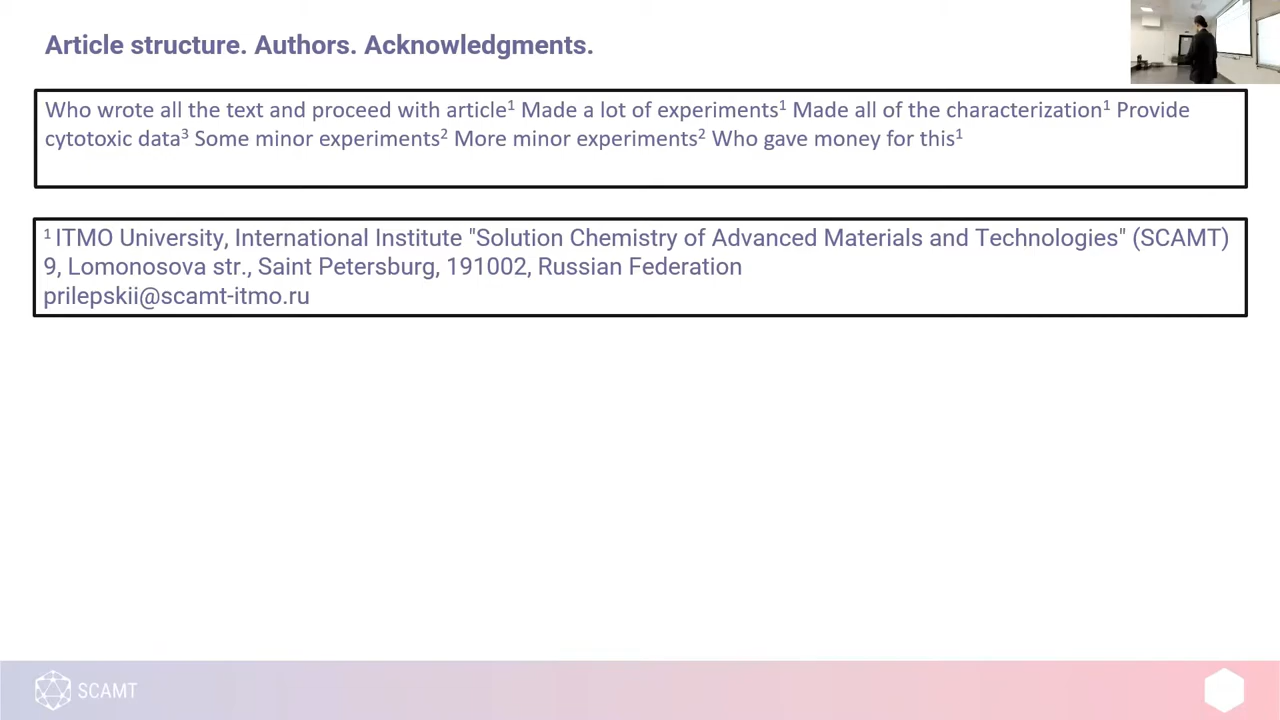 Article structure. Authors. Acknowledgments.
Who wrote all the text and proceed with article¹ Made a lot of experiments¹ Made all of the characterization¹ Provide
cytotoxic data³ Some minor experiments² More minor experiments² Who gave money for this¹
¹ ITMO University, International Institute "Solution Chemistry of Advanced Materials and Technologies" (SCAMT)
9, Lomonosova str., Saint Petersburg, 191002, Russian Federation
prilepskii@scamt-itmo.ru
SCAMT